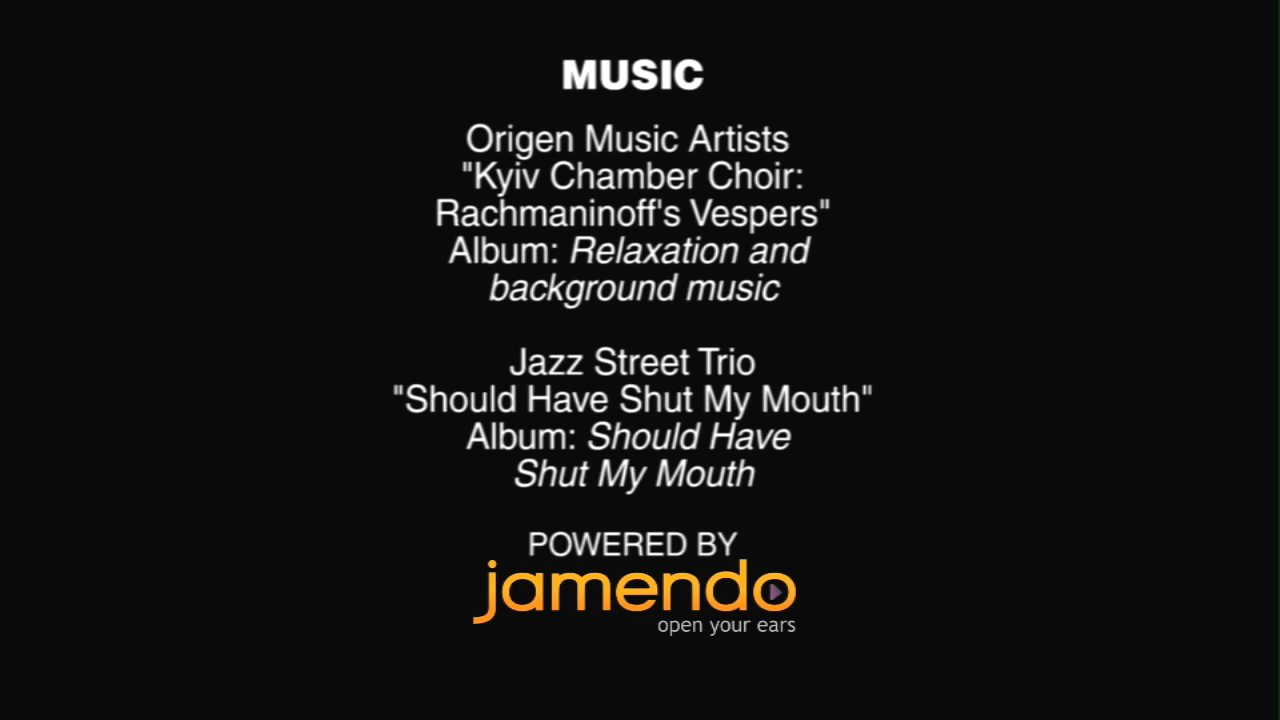 MUSIC
Origen Music Artists
"Kyiv Chamber Choir:
Rachmaninoff's Vespers"
Album: Relaxation and
background music
Jazz Street Trio
"Should Have Shut My Mouth"
Album: Should Have
Shut My Mouth
POWERED BY
jamendo
open your ears